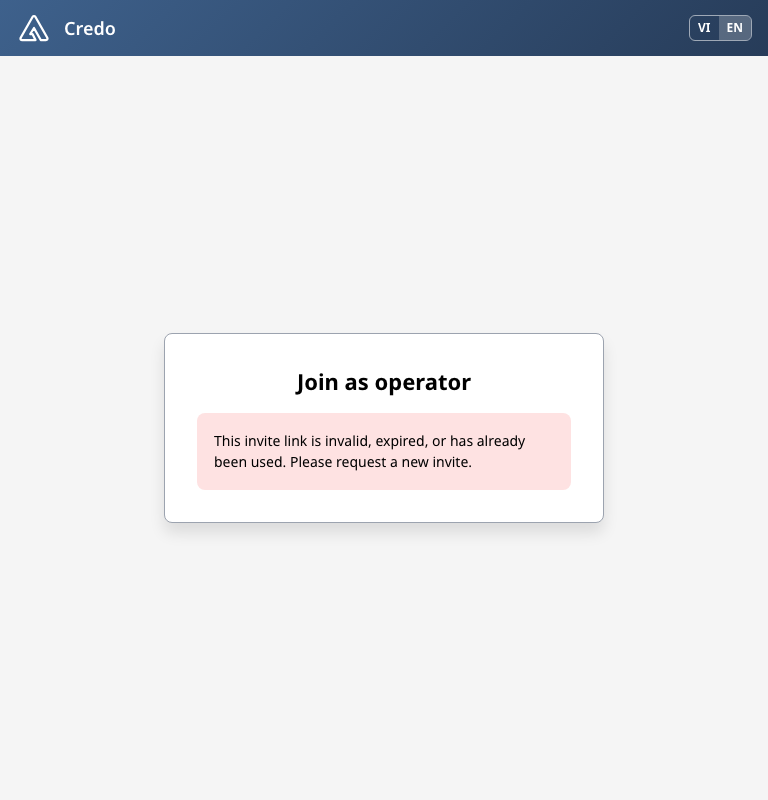 Credo
VI EN
Join as operator
This invite link is invalid, expired, or has already
been used. Please request a new invite.